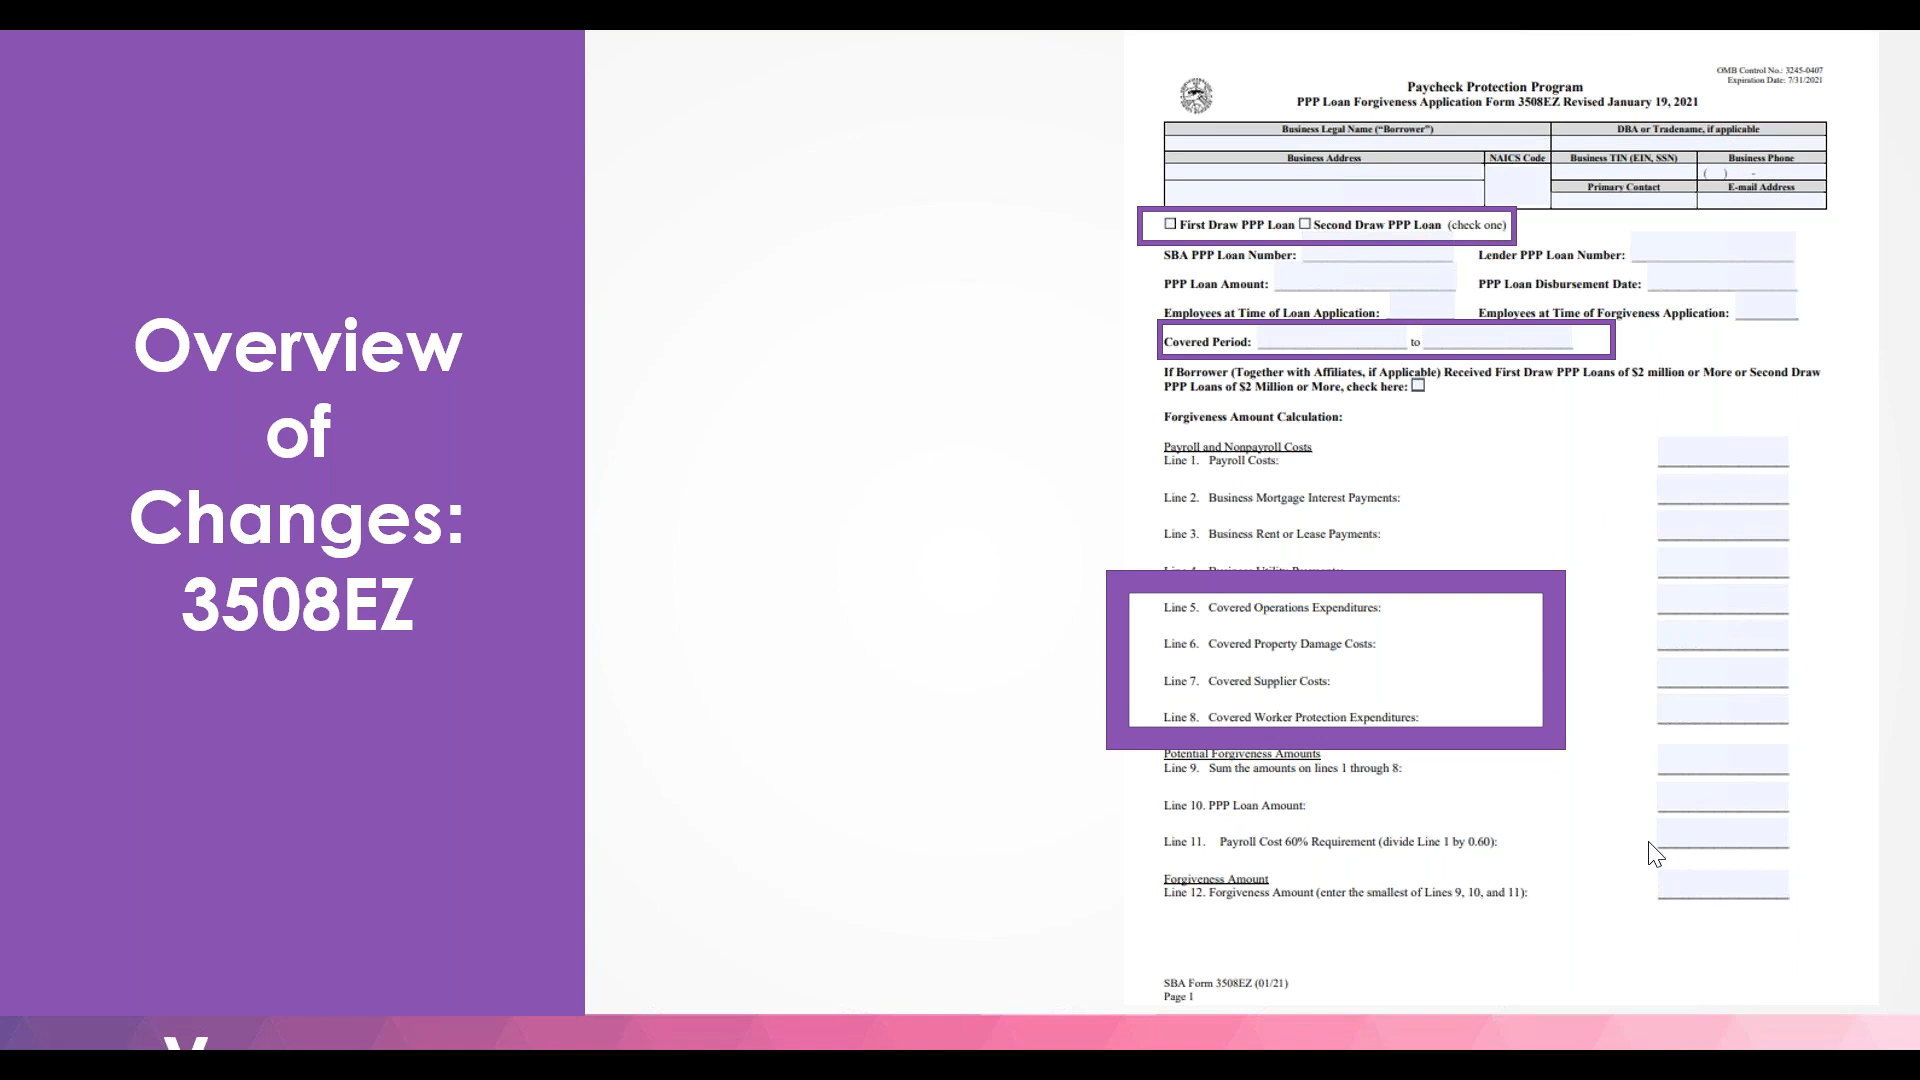 Overview
of
Changes:
3508EZ
OMB Control No.: 3245-0407
Expiration Date: 7/31/2021
Paycheck Protection Program
PPP Loan Forgiveness Application Form 3508EZ Revised January 19, 2021
Business Legal Name (“Borrower”) DBA or Tradename, if applicable
Business Address NAICS Code Business TIN (EIN, SSN) Business Phone
( ) -
Primary Contact E-mail Address
First Draw PPP Loan Second Draw PPP Loan (check one)
SBA PPP Loan Number: Lender PPP Loan Number:
PPP Loan Amount: PPP Loan Disbursement Date:
Employees at Time of Loan Application: Employees at Time of Forgiveness Application:
Covered Period: to
If Borrower (Together with Affiliates, if Applicable) Received First Draw PPP Loans of $2 million or More or Second Draw
PPP Loans of $2 Million or More, check here:
Forgiveness Amount Calculation:
Payroll and Nonpayroll Costs
Line 1. Payroll Costs:
Line 2. Business Mortgage Interest Payments:
Line 3. Business Rent or Lease Payments:
Line 4. Business Utility Payments:
Line 5. Covered Operations Expenditures:
Line 6. Covered Property Damage Costs:
Line 7. Covered Supplier Costs:
Line 8. Covered Worker Protection Expenditures:
Potential Forgiveness Amounts
Line 9. Sum the amounts on lines 1 through 8:
Line 10. PPP Loan Amount:
Line 11. Payroll Cost 60% Requirement (divide Line 1 by 0.60):
Forgiveness Amount
Line 12. Forgiveness Amount (enter the smallest of Lines 9, 10, and 11):
SBA Form 3508EZ (01/21)
Page 1